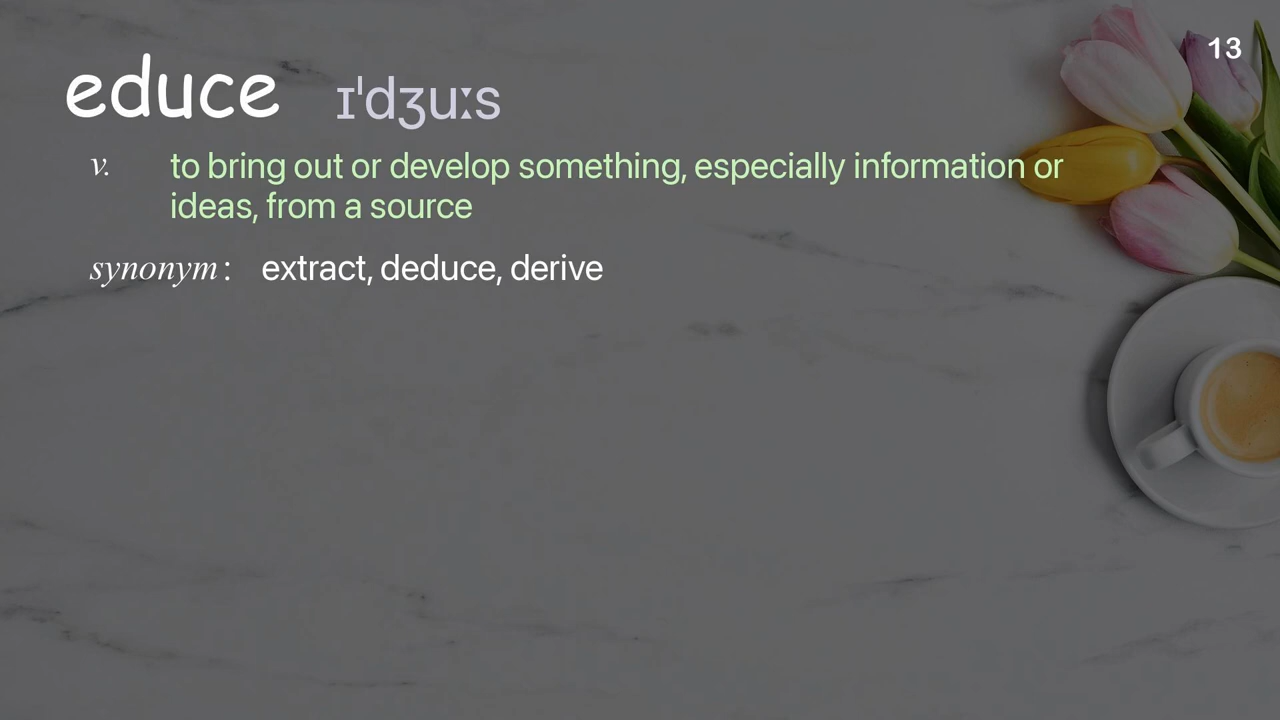 13
educe ɪˈdʒuːs
v. to bring out or develop something, especially information or
ideas, from a source
synonym: extract, deduce, derive